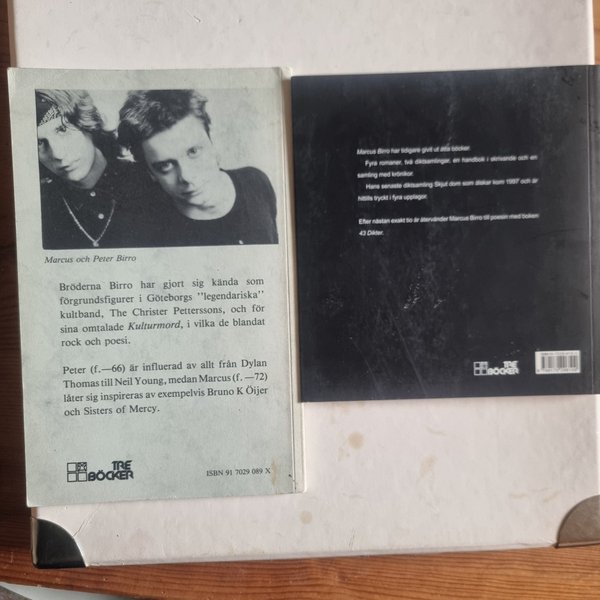 Marcus och Peter Birro
Bröderna Birro har gjort sig kända som
förgrundsfigurer i Göteborgs "legendariska"
kultband, The Christer Petterssons, och för
sina omtalade Kulturmord, i vilka de blandat
rock och poesi.
Peter (f.—66) är influerad av allt från Dylan
Thomas till Neil Young, medan Marcus (f. —72)
låter sig inspireras av exempelvis Bruno K Öijer
och Sisters of Mercy.
TRE
BÖCKER
ISBN 91 7029 089 X
Marcus Birro har tidigare givit ut åtta böcker.
Fyra romaner, två diktsamlingar, en handbok i skrivande och en
samling med krönikor.
Hans senaste diktsamling Skjut dom som älskar kom 1997 och är
hittills tryckt i fyra upplagor.
Efter nästan exakt tio år återvänder Marcus Birro till poesin med boken
43 Dikter.
TRE
BÖCKER